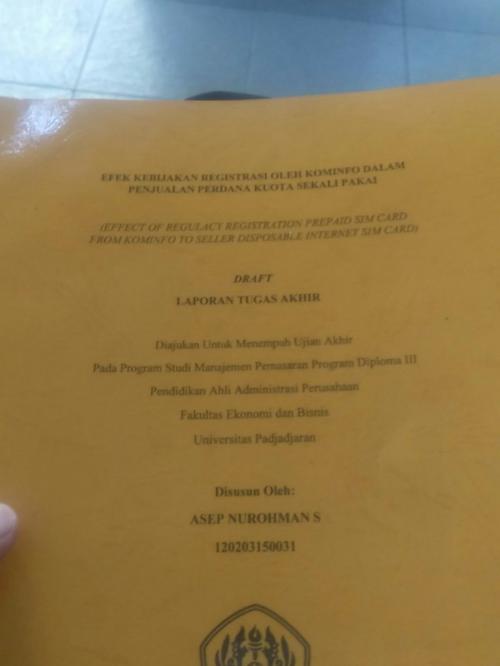 EFEK KEBIJAKAN REGISTRASI OLEH KOMINFO DALAM
PENJUALAN PERDANA KUOTA SEKALI PAKAI
(EFFECT OF REGULACY REGISTRATION PREPAID SIM CARD
FROM KOMINFO TO SELLER DISPOSABLE INTERNET SIM CARD)
DRAFT
LAPORAN TUGAS AKHIR
Diajukan Untuk Menempuh Ujian Akhir
Pada Program Studi Manajemen Pemasaran Program Diploma III
Pendidikan Ahli Administrasi Perusahaan
Fakultas Ekonomi dan Bisnis
Universitas Padjadjaran
Disusun Oleh:
ASEP NUROHMAN S
120203150031